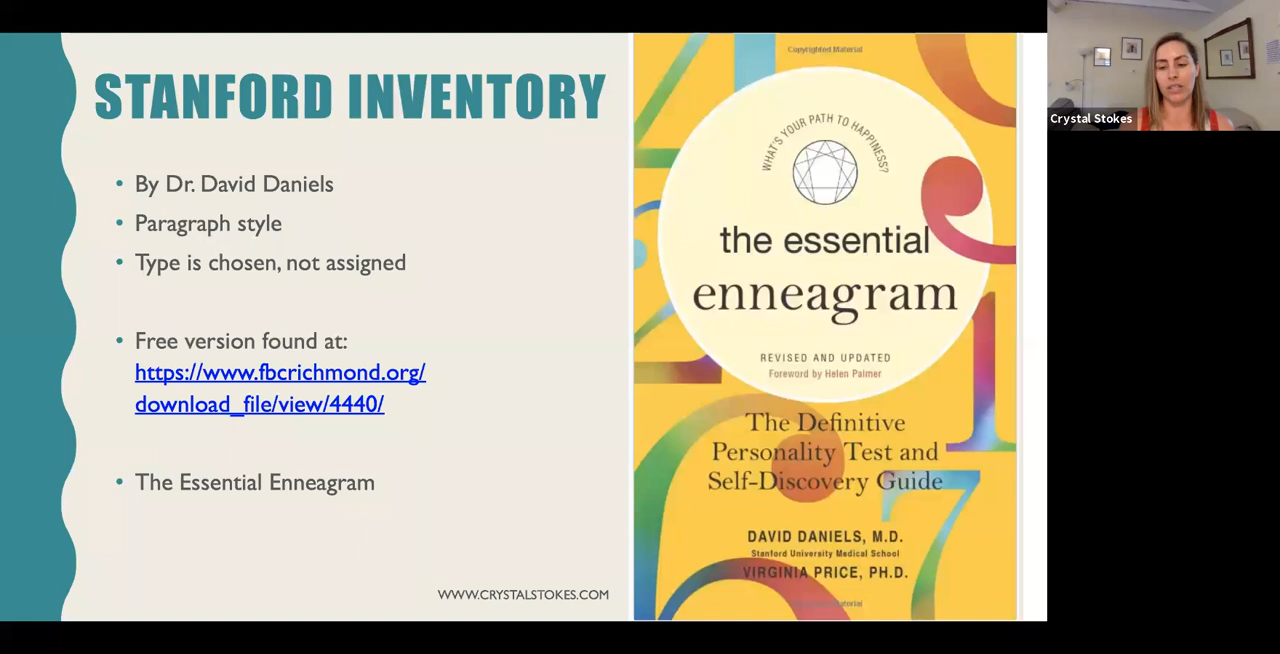 STANFORD INVENTORY
• By Dr. David Daniels
• Paragraph style
• Type is chosen, not assigned
• Free version found at:
https://www.fbcrichmond.org/
download_file/view/4440/
• The Essential Enneagram
WWW.CRYSTALSTOKES.COM
Copyrighted Material
WHAT'S YOUR PATH TO HAPPINESS?
the essential
enneagram
REVISED AND UPDATED
Foreword by Helen Palmer
The Definitive
Personality Test and
Self-Discovery Guide
DAVID DANIELS, M.D.
Stanford University Medical School
VIRGINIA PRICE, PH.D.
Copyrighted Material
Crystal Stokes